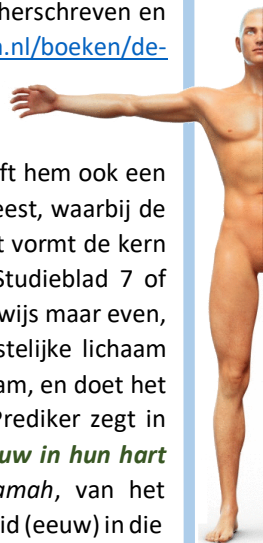 herschreven en
n.nl/boeken/de-
ft hem ook een
eest, waarbij de
t vormt de kern
Studieblad 7 of
wijs maar even,
stelijke lichaam
am, en doet het
Prediker zegt in
uw in hun hart
amah, van het
id (eeuw) in die